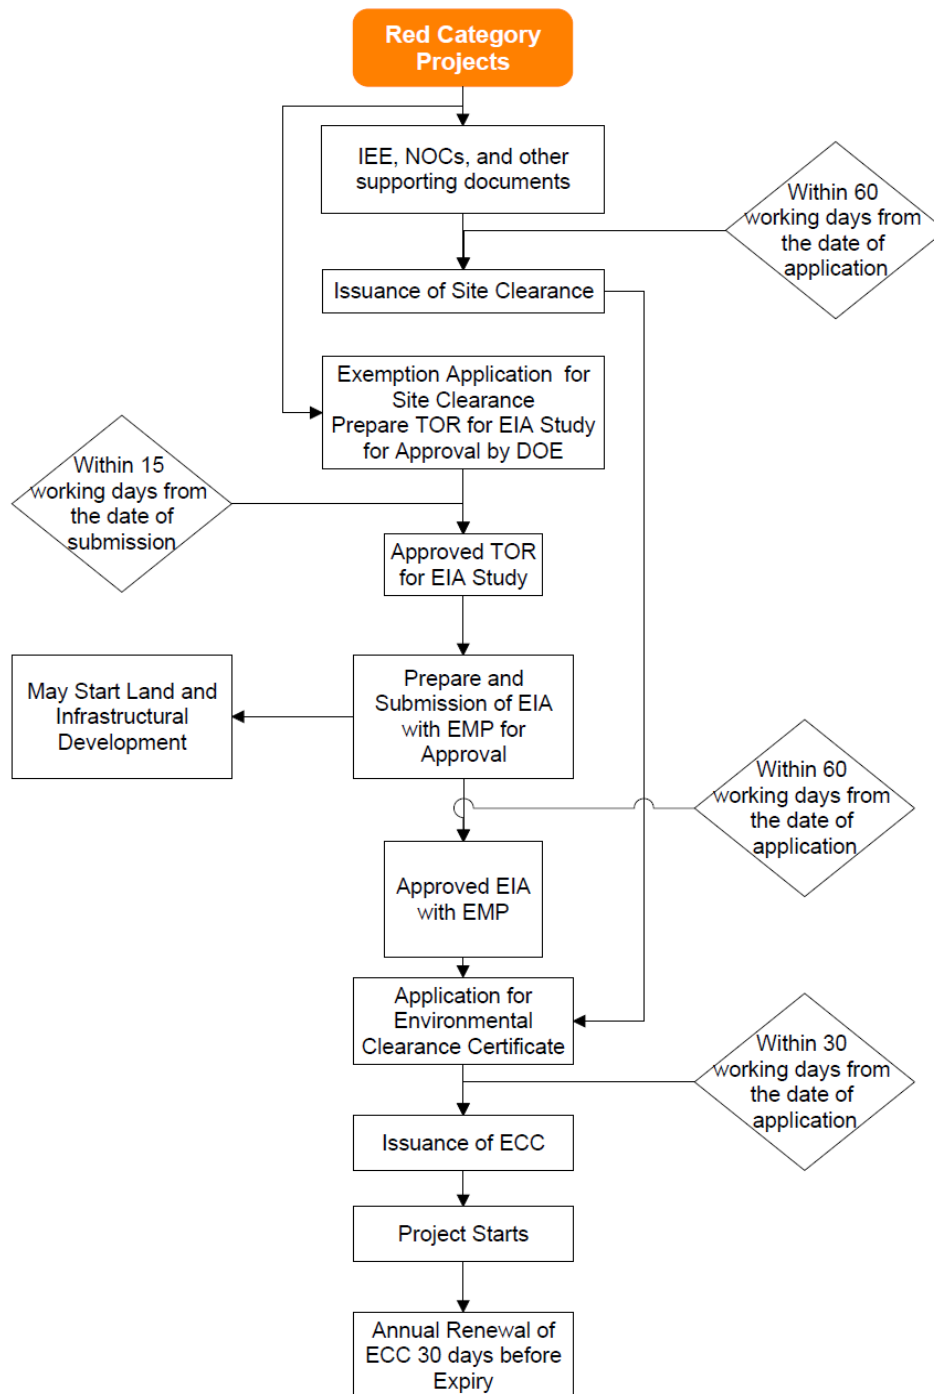 Red Category
Projects
IEE, NOCs, and other
supporting documents
Within 60
working days from
the date of
application
Issuance of Site Clearance
Exemption Application for
Site Clearance
Prepare TOR for EIA Study
for Approval by DOE
Within 15
working days from
the date of
submission
Approved TOR
for EIA Study
May Start Land and
Infrastructural
Development
Prepare and
Submission of EIA
with EMP for
Approval
Within 60
working days from
the date of
application
Approved EIA
with EMP
Application for
Environmental
Clearance Certificate
Within 30
working days from
the date of
application
Issuance of ECC
Project Starts
Annual Renewal of
ECC 30 days before
Expiry